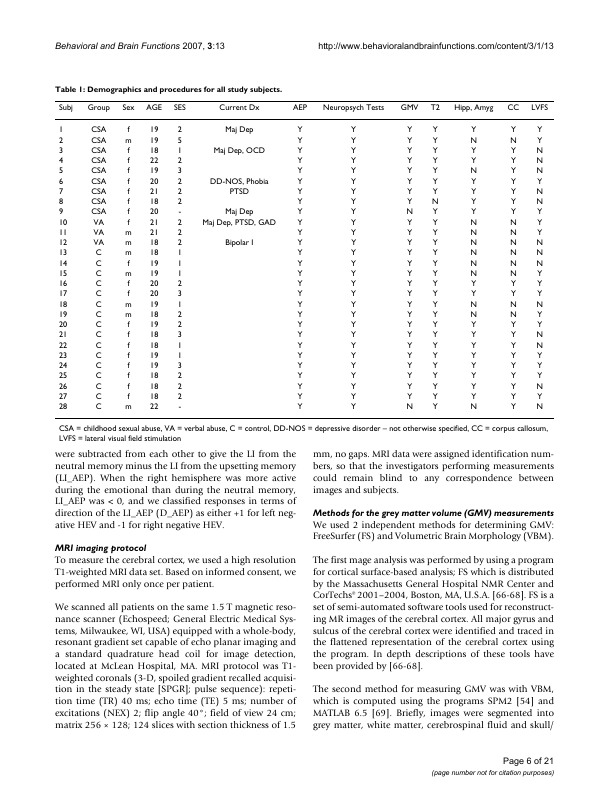 Behavioral and Brain Functions 2007, 3:13 http://www.behavioralandbrainfunctions.com/content/3/1/13
Table 1: Demographics and procedures for all study subjects.
Subj Group Sex AGE SES Current Dx AEP Neuropsych Tests GMV T2 Hipp, Amyg CC LVFS
1 CSA f 19 2 Maj Dep Y Y Y Y Y Y Y
2 CSA m 19 5 Y Y Y Y N N Y
3 CSA f 18 1 Maj Dep, OCD Y Y Y Y Y Y N
4 CSA f 22 2 Y Y Y Y Y Y N
5 CSA f 19 3 Y Y Y Y N Y N
6 CSA f 20 2 DD-NOS, Phobia Y Y Y Y Y Y Y
7 CSA f 21 2 PTSD Y Y Y Y Y Y N
8 CSA f 18 2 Y Y Y N Y Y N
9 CSA f 20 - Maj Dep Y Y N Y Y Y Y
10 VA f 21 2 Maj Dep, PTSD, GAD Y Y Y Y N N Y
11 VA m 21 2 Y Y Y Y N N Y
12 VA m 18 2 Bipolar I Y Y Y Y N N N
13 C m 18 1 Y Y Y Y N N N
14 C f 19 1 Y Y Y Y N N N
15 C m 19 1 Y Y Y Y N N Y
16 C f 20 2 Y Y Y Y Y Y Y
17 C f 20 3 Y Y Y Y Y Y Y
18 C m 19 1 Y Y Y Y N N N
19 C m 18 2 Y Y Y Y N N Y
20 C f 19 2 Y Y Y Y Y Y Y
21 C f 18 3 Y Y Y Y Y Y N
22 C f 18 1 Y Y Y Y Y Y N
23 C f 19 1 Y Y Y Y Y Y Y
24 C f 19 3 Y Y Y Y Y Y Y
25 C f 18 2 Y Y Y Y Y Y Y
26 C f 18 2 Y Y Y Y Y Y N
27 C f 18 2 Y Y Y Y Y Y Y
28 C m 22 - Y Y N Y N Y N
CSA = childhood sexual abuse, VA = verbal abuse, C = control, DD-NOS = depressive disorder – not otherwise specified, CC = corpus callosum,
LVFS = lateral visual field stimulation
were subtracted from each other to give the LI from the
neutral memory minus the LI from the upsetting memory
(LI_AEP). When the right hemisphere was more active
during the emotional than during the neutral memory,
LI_AEP was < 0, and we classified responses in terms of
direction of the LI_AEP (D_AEP) as either +1 for left neg-
ative HEV and -1 for right negative HEV.
MRI imaging protocol
To measure the cerebral cortex, we used a high resolution
T1-weighted MRI data set. Based on informed consent, we
performed MRI only once per patient.
We scanned all patients on the same 1.5 T magnetic reso-
nance scanner (Echospeed; General Electric Medical Sys-
tems, Milwaukee, WI, USA) equipped with a whole-body,
resonant gradient set capable of echo planar imaging and
a standard quadrature head coil for image detection,
located at McLean Hospital, MA. MRI protocol was T1-
weighted coronals (3-D, spoiled gradient recalled acquisi-
tion in the steady state [SPGR]; pulse sequence): repeti-
tion time (TR) 40 ms; echo time (TE) 5 ms; number of
excitations (NEX) 2; flip angle 40°; field of view 24 cm;
matrix 256 × 128; 124 slices with section thickness of 1.5
mm, no gaps. MRI data were assigned identification num-
bers, so that the investigators performing measurements
could remain blind to any correspondence between
images and subjects.
Methods for the grey matter volume (GMV) measurements
We used 2 independent methods for determining GMV:
FreeSurfer (FS) and Volumetric Brain Morphology (VBM).
The first mage analysis was performed by using a program
for cortical surface-based analysis; FS which is distributed
by the Massachusetts General Hospital NMR Center and
CorTechs® 2001–2004, Boston, MA, U.S.A. [66-68]. FS is a
set of semi-automated software tools used for reconstruct-
ing MR images of the cerebral cortex. All major gyrus and
sulcus of the cerebral cortex were identified and traced in
the flattened representation of the cerebral cortex using
the program. In depth descriptions of these tools have
been provided by [66-68].
The second method for measuring GMV was with VBM,
which is computed using the programs SPM2 [54] and
MATLAB 6.5 [69]. Briefly, images were segmented into
grey matter, white matter, cerebrospinal fluid and skull/
Page 6 of 21
(page number not for citation purposes)